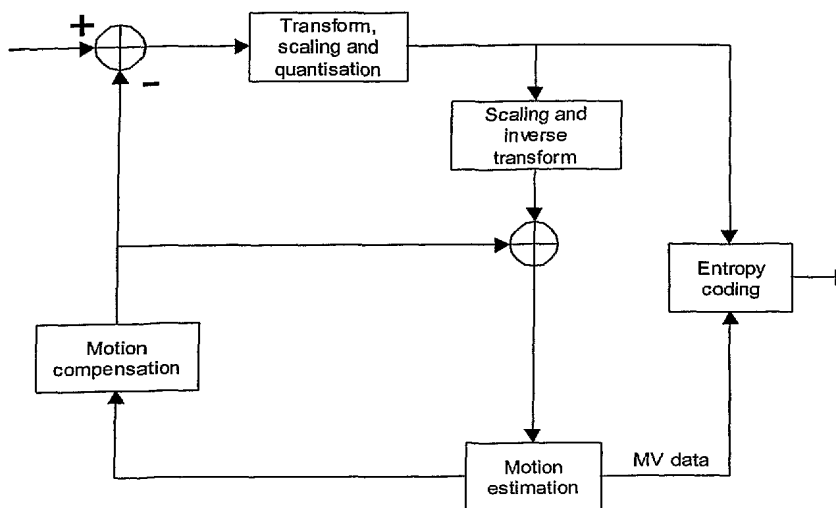 +
Transform,
scaling and
quantisation
−
Scaling and
inverse
transform
Entropy
coding
Motion
compensation
Motion
estimation
MV data